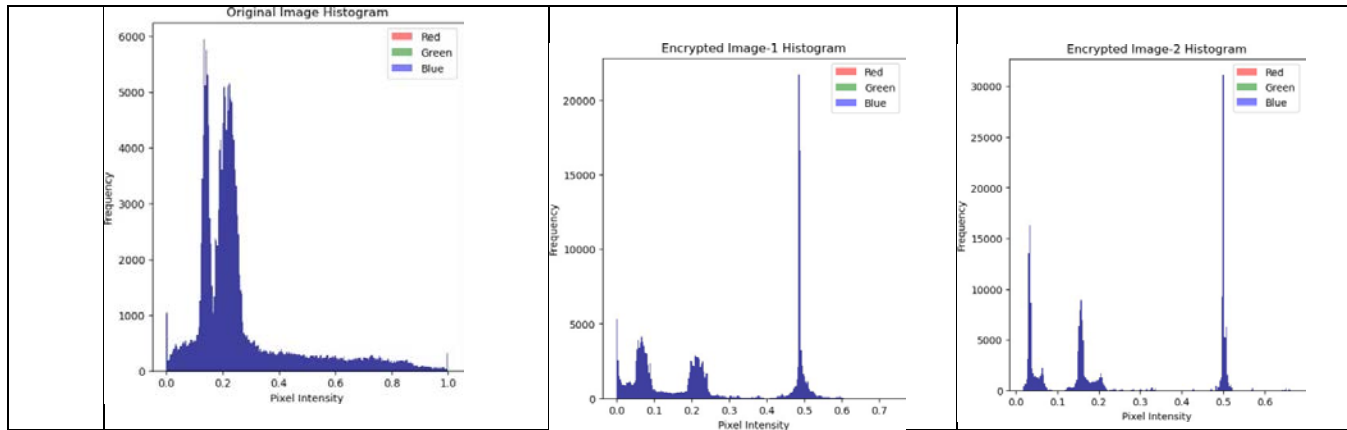 Original Image Histogram
Red
Green
Blue
6000
5000
4000
3000
2000
1000
0
Frequency
0.0 0.2 0.4 0.6 0.8 1.0
Pixel Intensity
Encrypted Image-1 Histogram
Red
Green
Blue
20000
15000
10000
5000
0
Frequency
0.0 0.1 0.2 0.3 0.4 0.5 0.6 0.7
Pixel Intensity
Encrypted Image-2 Histogram
Red
Green
Blue
30000
25000
20000
15000
10000
5000
0
Frequency
0.0 0.1 0.2 0.3 0.4 0.5 0.6
Pixel Intensity